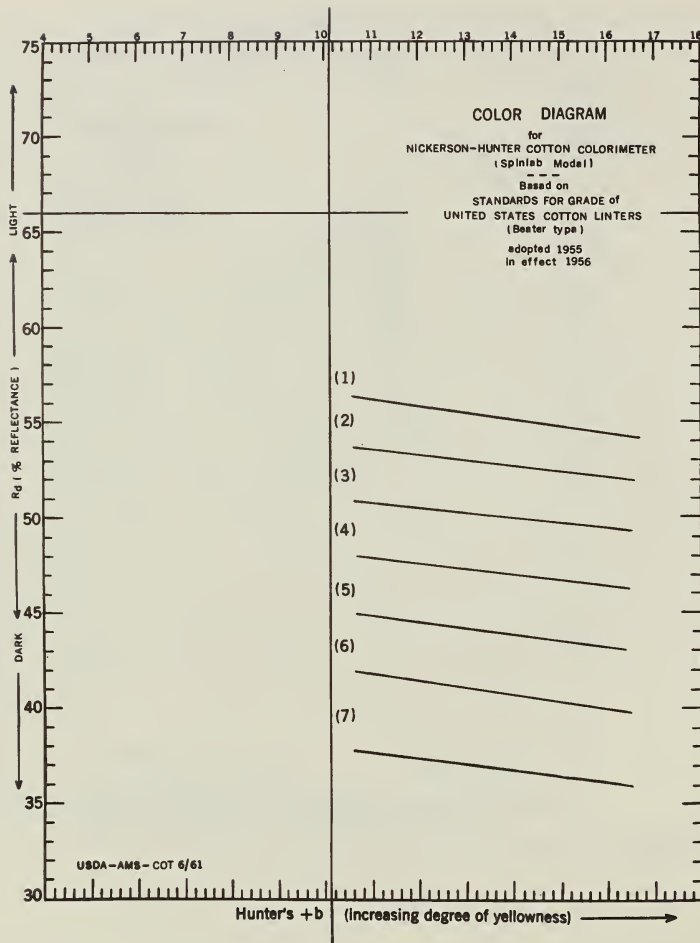 4 5 6 7 8 9 10 11 12 13 14 15 16 17 18
75
70
65
60
55
50
45
40
35
30
LIGHT
Rd ( % REFLECTANCE )
DARK
COLOR DIAGRAM
for
NICKERSON-HUNTER COTTON COLORIMETER
(Spinlab Model)
Based on
STANDARDS FOR GRADE of
UNITED STATES COTTON LINTERS
(Beater type)
adopted 1955
in effect 1956
(1)
(2)
(3)
(4)
(5)
(6)
(7)
USDA-AMS-COT 6/61
Hunter's +b (increasing degree of yellowness)